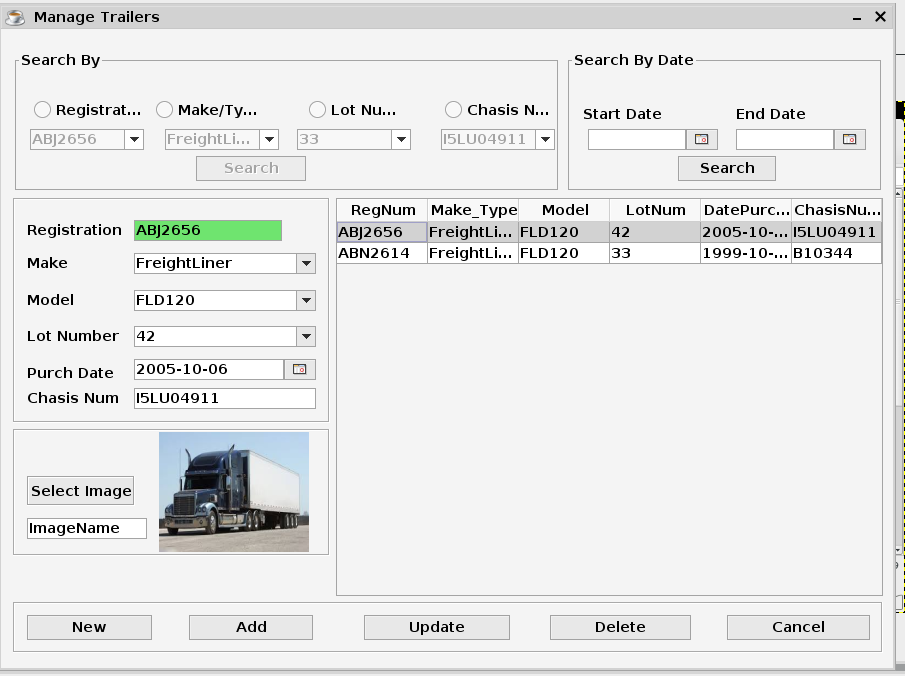 Manage Trailers
Search By
Search By Date
Registrat... Make/Ty... Lot Nu... Chasis N...
Start Date End Date
ABJ2656 FreightLi... 33 I5LU04911
Search
Search
Registration ABJ2656
Make FreightLiner
Model FLD120
Lot Number 42
Purch Date 2005-10-06
Chasis Num I5LU04911
RegNum Make_Type Model LotNum DatePurc... ChasisNu...
ABJ2656 FreightLi... FLD120 42 2005-10-... I5LU04911
ABN2614 FreightLi... FLD120 33 1999-10-... B10344
Select Image
ImageName
New Add Update Delete Cancel